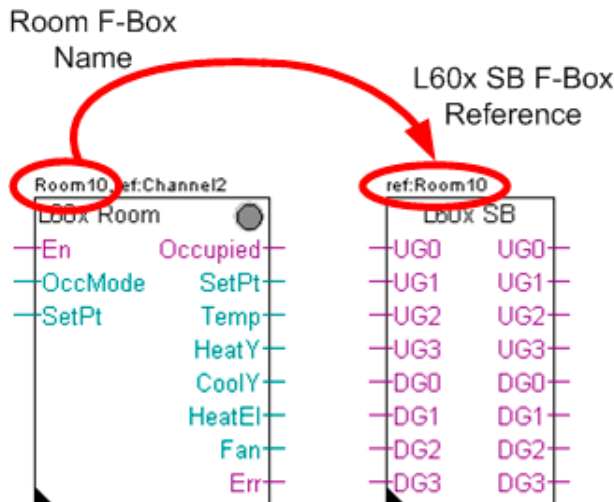 Room F-Box
Name
L60x SB F-Box
Reference
Room10, ref:Channel2
L60x Room
En Occupied
OccMode SetPt
SetPt Temp
HeatY
CoolY
HeatEl
Fan
Err
ref:Room10
L60x SB
UG0 UG0
UG1 UG1
UG2 UG2
UG3 UG3
DG0 DG0
DG1 DG1
DG2 DG2
DG3 DG3